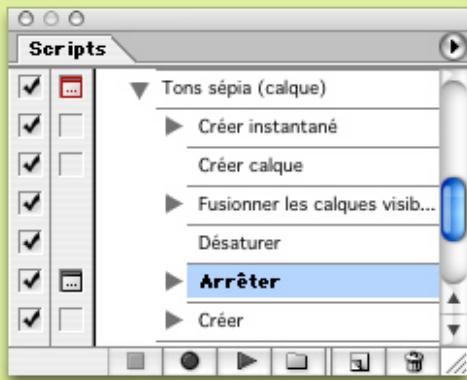 Scripts
Tons sépia (calque)
Créer instantané
Créer calque
Fusionner les calques visib...
Désaturer
Arrêter
Créer